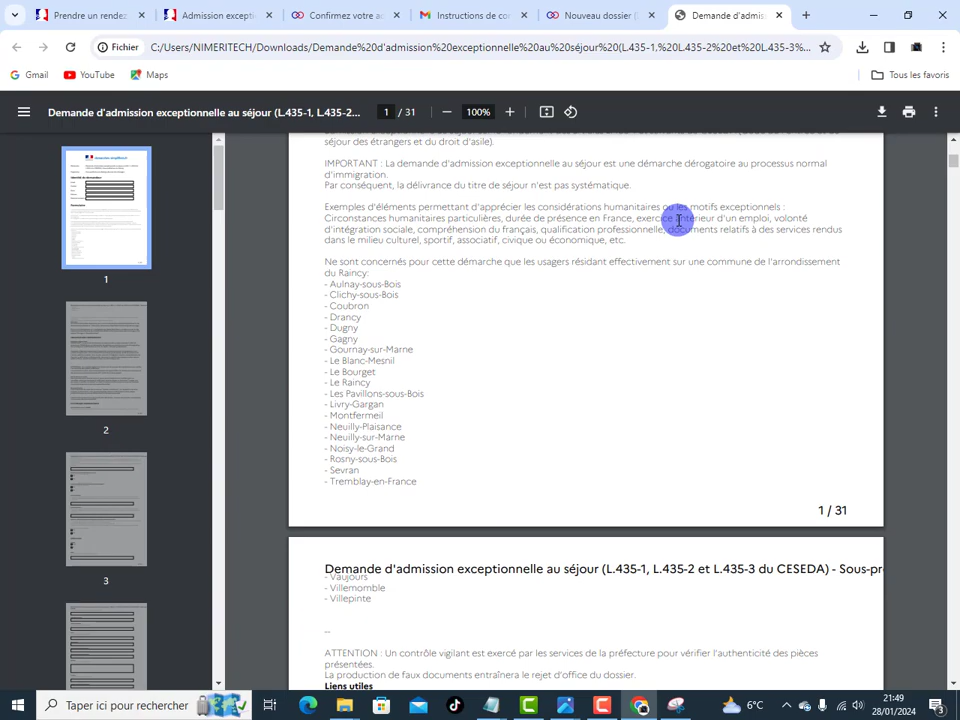 Prendre un rendez
Admission excepti
Confirmez votre ad
Instructions de con
Nouveau dossier (
Demande d'admiss
Fichier
C:/Users/NIMERITECH/Downloads/Demande%20d'admission%20exceptionnelle%20au%20séjour%20(L.435-1,%20L.435-2%20et%20L.435-3%...
Gmail
YouTube
Maps
Tous les favoris
Demande d'admission exceptionnelle au séjour (L.435-1, L.435-2...
1 / 31
100%
séjour des étrangers et du droit d'asile).
IMPORTANT : La demande d'admission exceptionnelle au séjour est une démarche dérogatoire au processus normal
d'immigration.
Par conséquent, la délivrance du titre de séjour n'est pas systématique.
Exemples d'éléments permettant d'apprécier les considérations humanitaires ou les motifs exceptionnels :
Circonstances humanitaires particulières, durée de présence en France, exercice antérieur d'un emploi, volonté
d'intégration sociale, compréhension du français, qualification professionnelle, documents relatifs à des services rendus
dans le milieu culturel, sportif, associatif, civique ou économique, etc.
Ne sont concernés pour cette démarche que les usagers résidant effectivement sur une commune de l'arrondissement
du Raincy:
- Aulnay-sous-Bois
- Clichy-sous-Bois
- Coubron
- Drancy
- Dugny
- Gagny
- Gournay-sur-Marne
- Le Blanc-Mesnil
- Le Bourget
- Le Raincy
- Les Pavillons-sous-Bois
- Livry-Gargan
- Montfermeil
- Neuilly-Plaisance
- Neuilly-sur-Marne
- Noisy-le-Grand
- Rosny-sous-Bois
- Sevran
- Tremblay-en-France
1 / 31
Demande d'admission exceptionnelle au séjour (L.435-1, L.435-2 et L.435-3 du CESEDA) - Sous-pré
- Vaujours
- Villemomble
- Villepinte
--
ATTENTION : Un contrôle vigilant est exercé par les services de la préfecture pour vérifier l'authenticité des pièces
présentées.
La production de faux documents entraînera le rejet d'office du dossier.
Liens utiles
1
2
3
Taper ici pour rechercher
6°C
21:49
28/01/2024
3